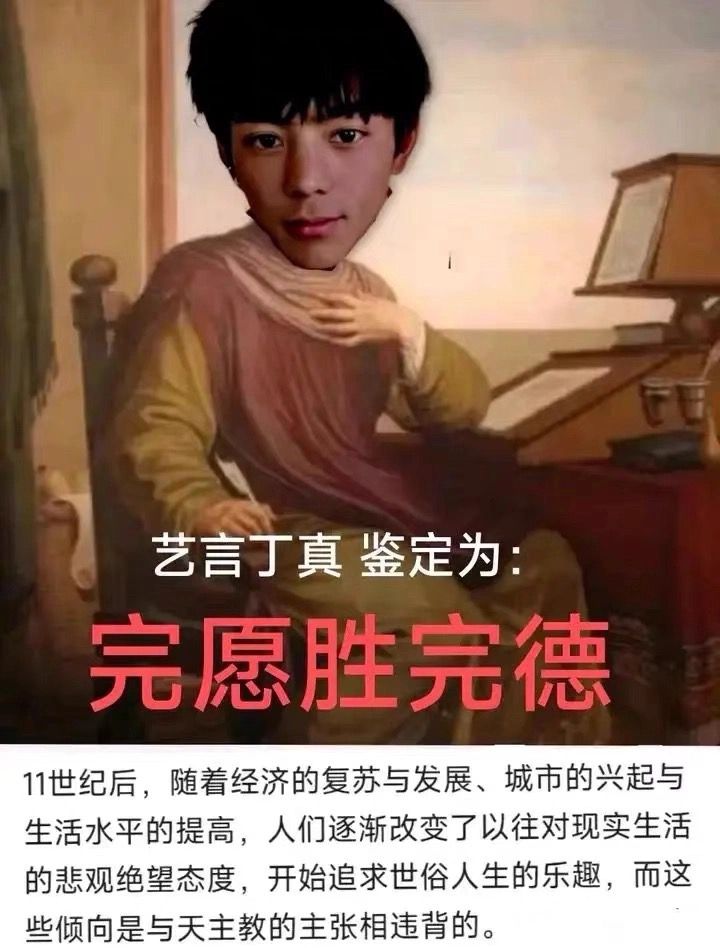 艺言丁真 鉴定为：
完愿胜完德
11世纪后，随着经济的复苏与发展、城市的兴起与
生活水平的提高，人们逐渐改变了以往对现实生活
的悲观绝望态度，开始追求世俗人生的乐趣，而这
些倾向是与天主教的主张相违背的。